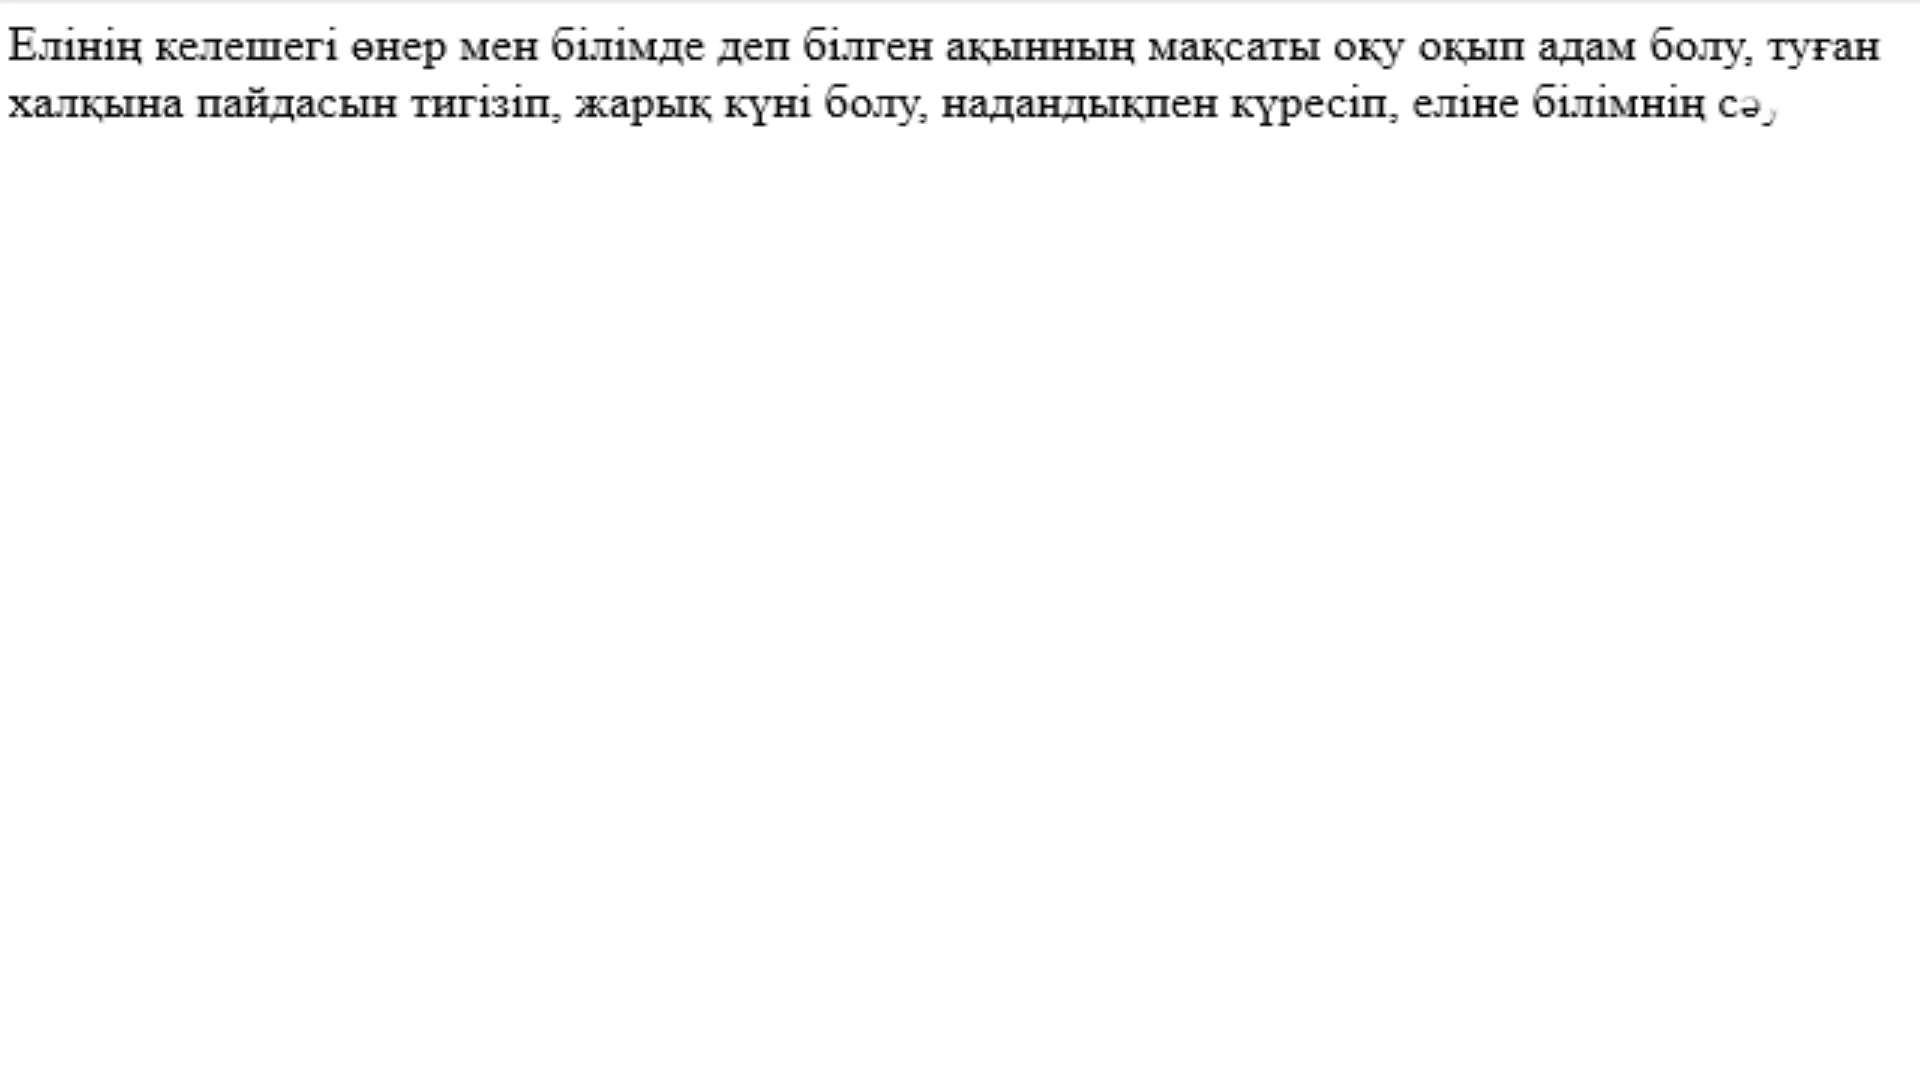 Елінің келешегі өнер мен білімде деп білген ақынның мақсаты оқу оқып адам болу, туған
халқына пайдасын тигізіп, жарық күні болу, надандықпен күресіп, еліне білімнің